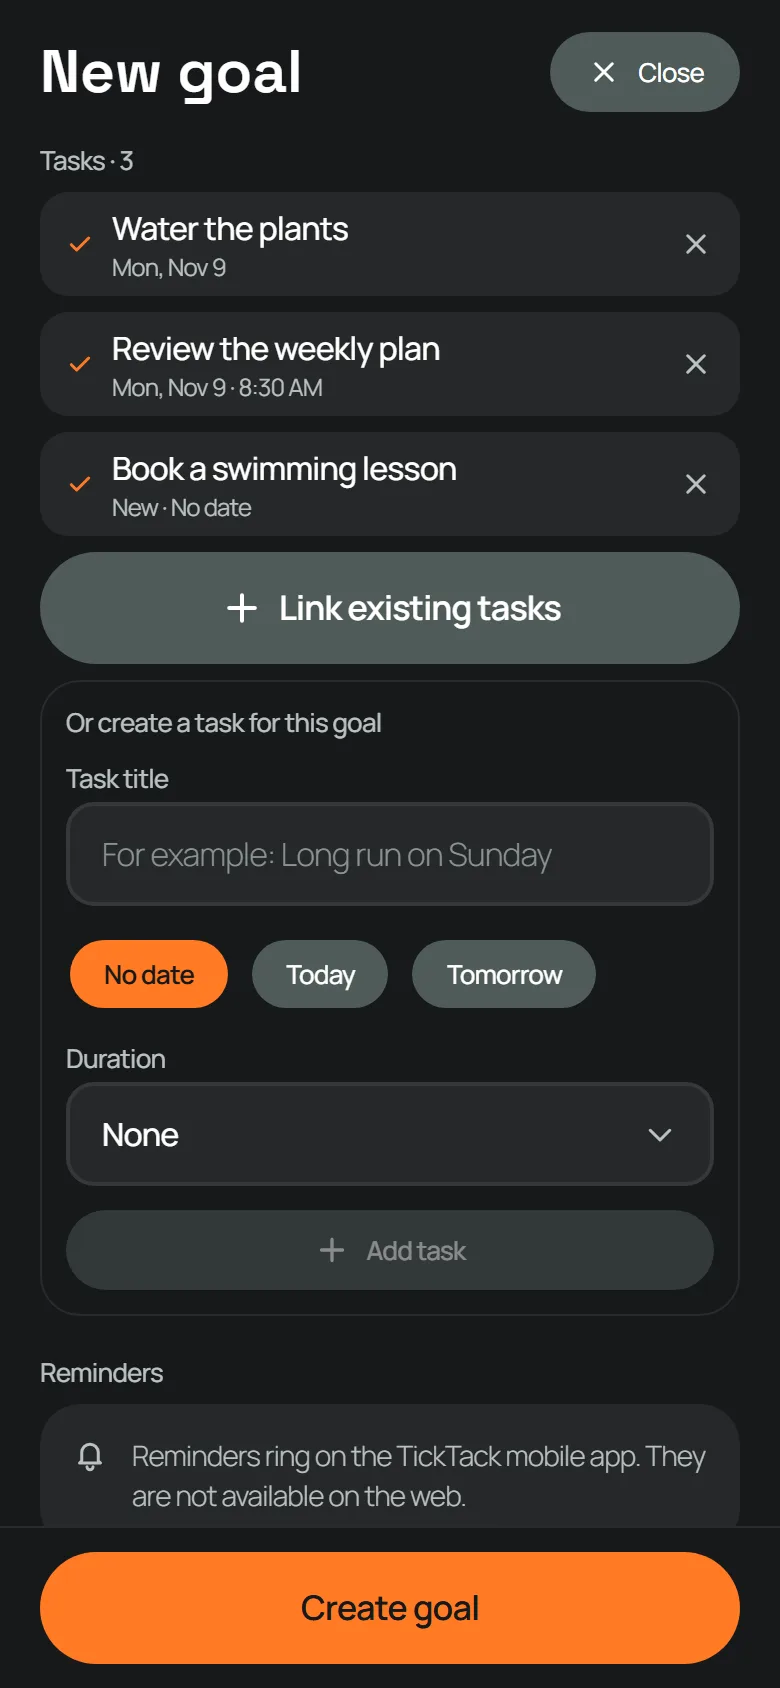 New goal
Close
Tasks · 3
Water the plants
Mon, Nov 9
Review the weekly plan
Mon, Nov 9 · 8:30 AM
Book a swimming lesson
New · No date
Link existing tasks
Or create a task for this goal
Task title
For example: Long run on Sunday
No date
Today
Tomorrow
Duration
None
Add task
Reminders
Reminders ring on the TickTack mobile app. They
are not available on the web.
Create goal